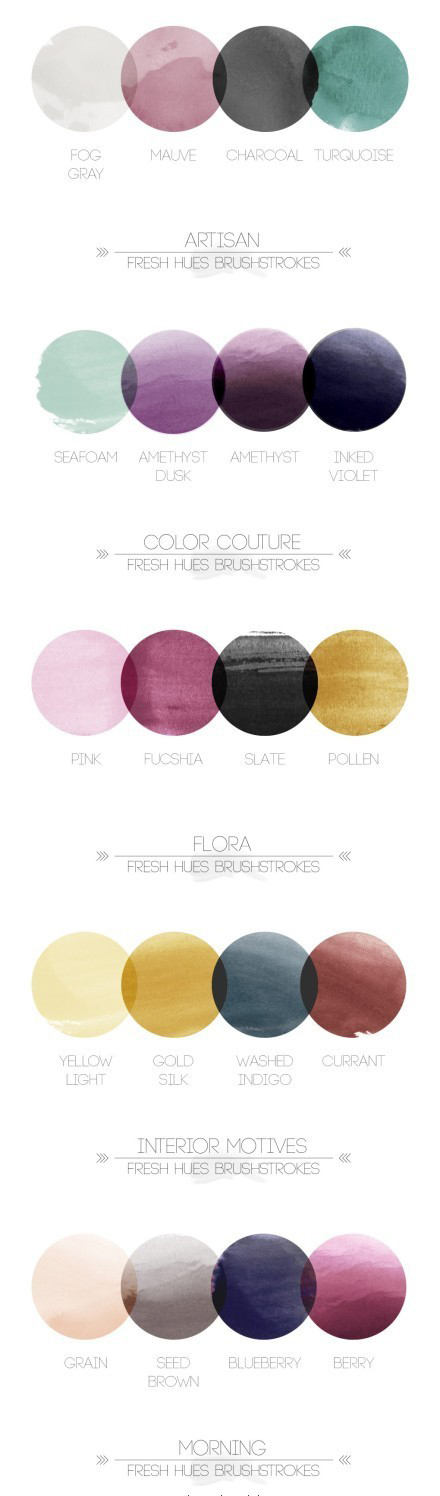 MORNING
FRESH HUES BRUSHSTROKES
GRAIN
SEED
BROWN
BLUEBERRY
BERRY
INTERIOR MOTIVES
FRESH HUES BRUSHSTROKES
YELLOW
LIGHT
GOLD
SILK
WASHED
INDIGO
CURRANT
FLORA
FRESH HUES BRUSHSTROKES
PINK
FUCSHIA
SLATE
POLLEN
COLOR COUTURE
FRESH HUES BRUSHSTROKES
SEAFOAM
AMETHYST
DUSK
AMETHYST
INKED
VIOLET
ARTISAN
FRESH HUES BRUSHSTROKES
FOG
GRAY
MAUVE
CHARCOAL
TURQUOISE